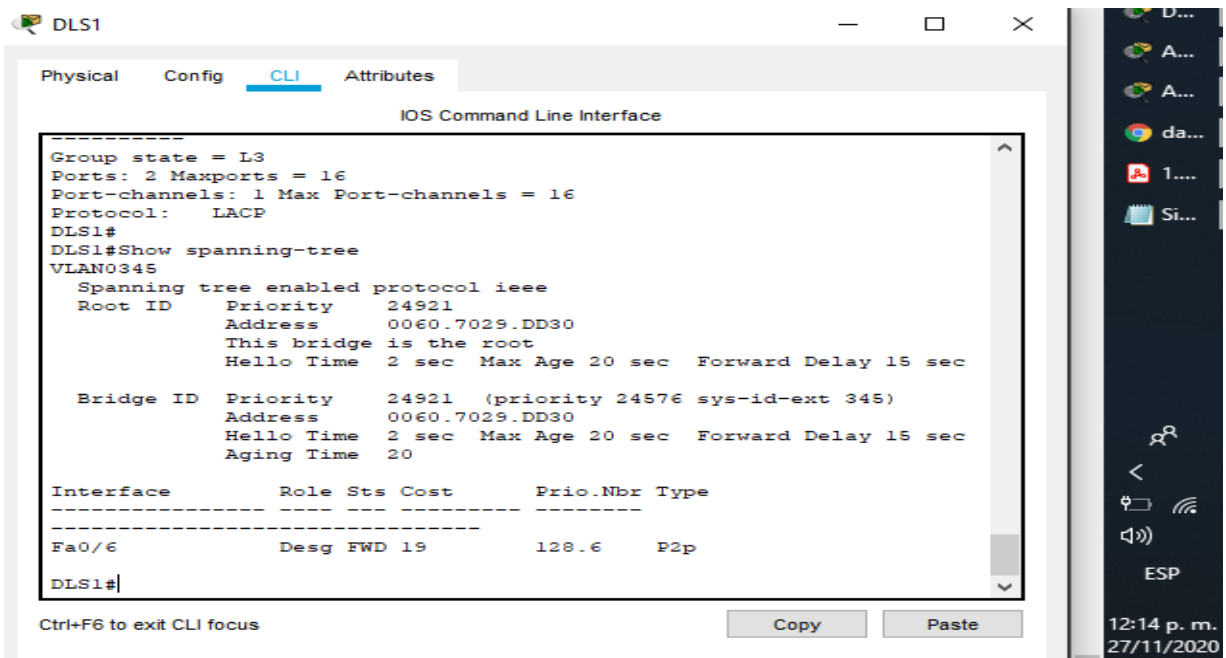 DLS1
Physical Config CLI Attributes
IOS Command Line Interface
----------
Group state = L3
Ports: 2 Maxports = 16
Port-channels: 1 Max Port-channels = 16
Protocol: LACP
DLS1#
DLS1#Show spanning-tree
VLAN0345
Spanning tree enabled protocol ieee
Root ID Priority 24921
Address 0060.7029.DD30
This bridge is the root
Hello Time 2 sec Max Age 20 sec Forward Delay 15 sec
Bridge ID Priority 24921 (priority 24576 sys-id-ext 345)
Address 0060.7029.DD30
Hello Time 2 sec Max Age 20 sec Forward Delay 15 sec
Aging Time 20
Interface Role Sts Cost Prio.Nbr Type
---------------- ---- --- --------- --------
--------------------------------
Fa0/6 Desg FWD 19 128.6 P2p
DLS1#
Ctrl+F6 to exit CLI focus
Copy Paste
D...
A...
A...
da...
1....
Si...
ESP
12:14 p. m.
27/11/2020